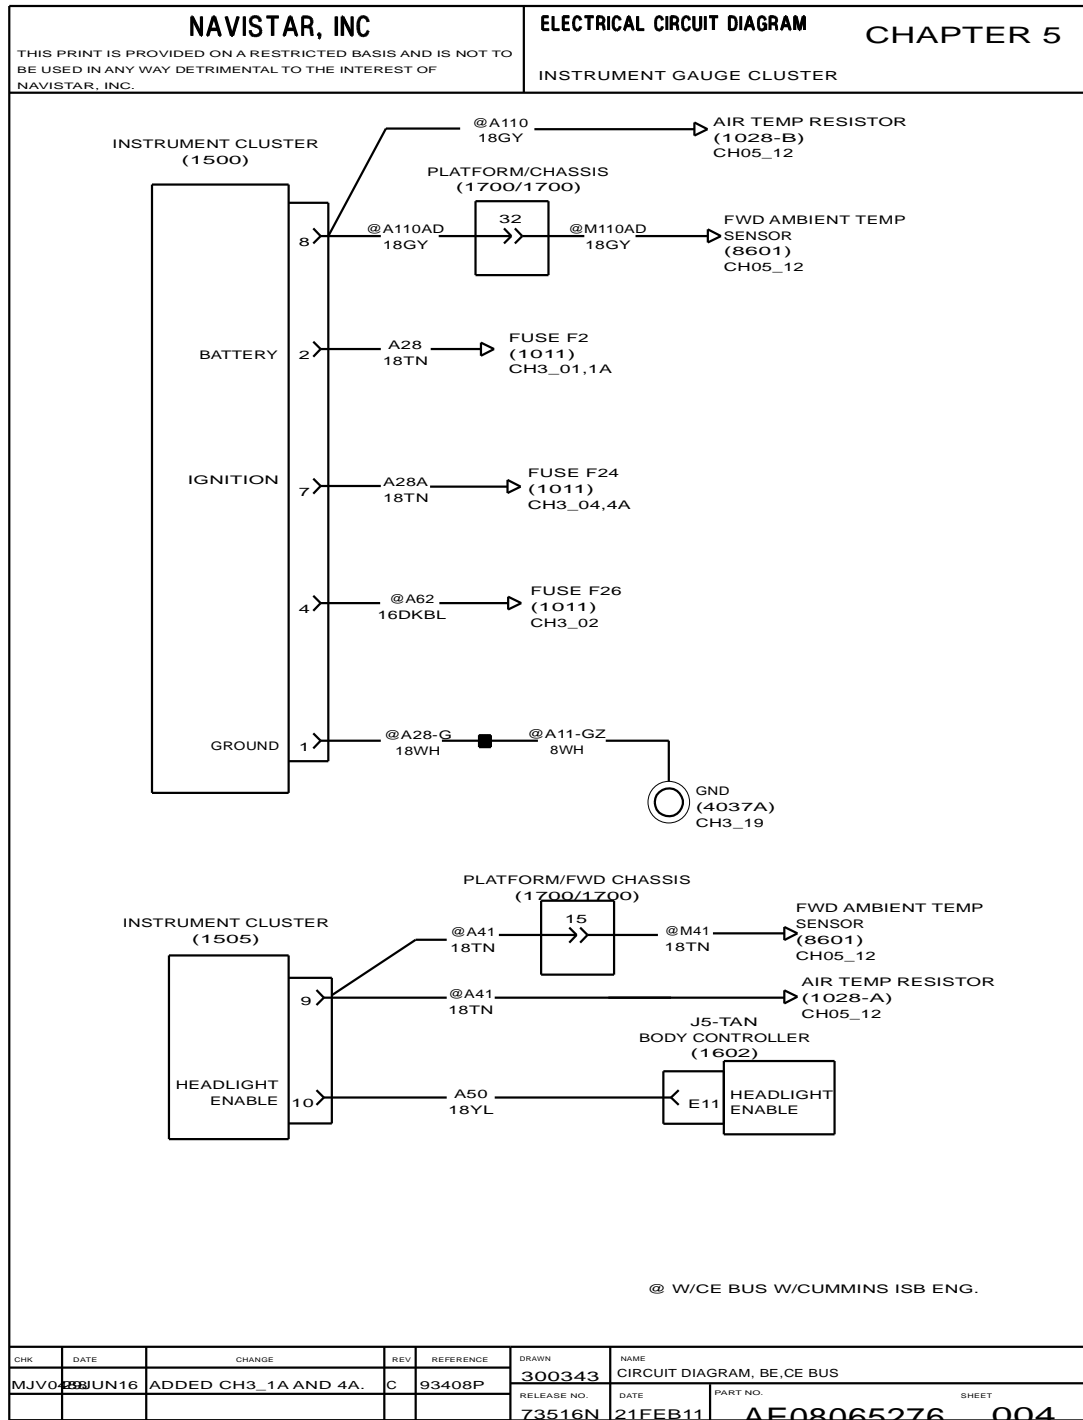 NAVISTAR, INC
THIS PRINT IS PROVIDED ON A RESTRICTED BASIS AND IS NOT TO
BE USED IN ANY WAY DETRIMENTAL TO THE INTEREST OF
NAVISTAR, INC.
ELECTRICAL CIRCUIT DIAGRAM
CHAPTER 5
INSTRUMENT GAUGE CLUSTER
INSTRUMENT CLUSTER
(1500)
@A110
18GY
AIR TEMP RESISTOR
(1028-B)
CH05_12
PLATFORM/CHASSIS
(1700/1700)
8
@A110AD
18GY
32
@M110AD
18GY
FWD AMBIENT TEMP
SENSOR
(8601)
CH05_12
BATTERY
2
A28
18TN
FUSE F2
(1011)
CH3_01,1A
IGNITION
7
A28A
18TN
FUSE F24
(1011)
CH3_04,4A
4
@A62
16DKBL
FUSE F26
(1011)
CH3_02
GROUND
1
@A28-G
18WH
@A11-GZ
8WH
GND
(4037A)
CH3_19
PLATFORM/FWD CHASSIS
(1700/1700)
INSTRUMENT CLUSTER
(1505)
@A41
18TN
15
@M41
18TN
FWD AMBIENT TEMP
SENSOR
(8601)
CH05_12
9
@A41
18TN
AIR TEMP RESISTOR
(1028-A)
CH05_12
J5-TAN
BODY CONTROLLER
(1602)
HEADLIGHT
ENABLE
10
A50
18YL
E11
HEADLIGHT
ENABLE
@ W/CE BUS W/CUMMINS ISB ENG.
CHK DATE CHANGE REV REFERENCE
ADDED CH3_1A AND 4A. C 93408P
DRAWN
300343
NAME
CIRCUIT DIAGRAM, BE,CE BUS
RELEASE NO.
73516N
DATE
21FEB11
PART NO.
AE08065276
SHEET
004